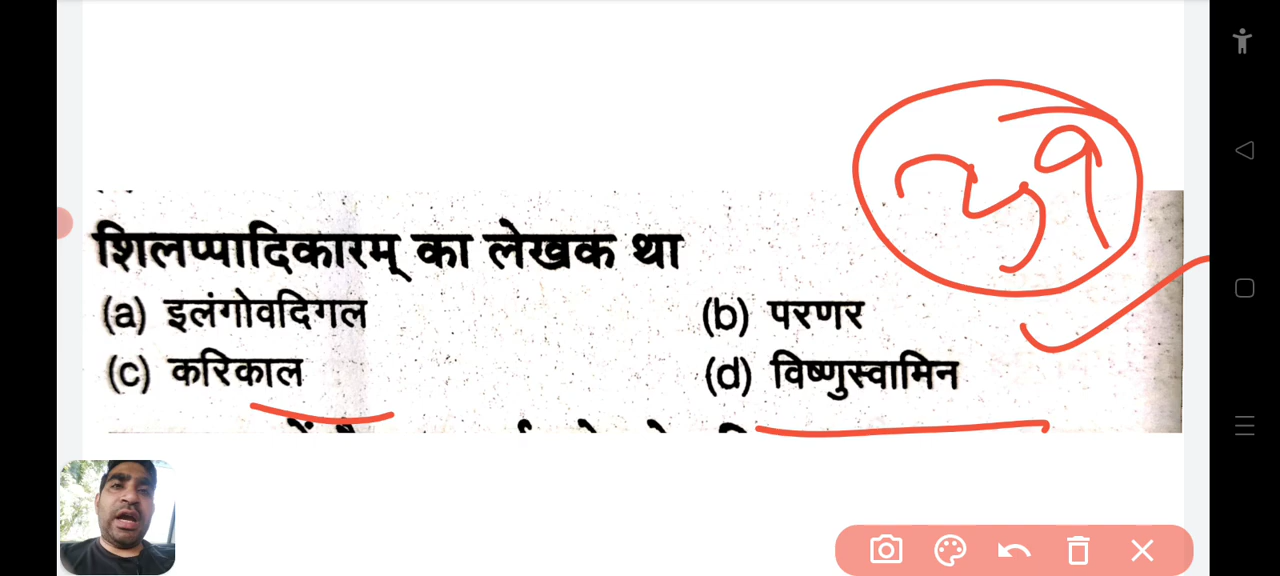 शिलप्पादिकारम् का लेखक था
(a) इलंगोवदिगल
(b) परणर
(c) करिकाल
(d) विष्णुस्वामिन